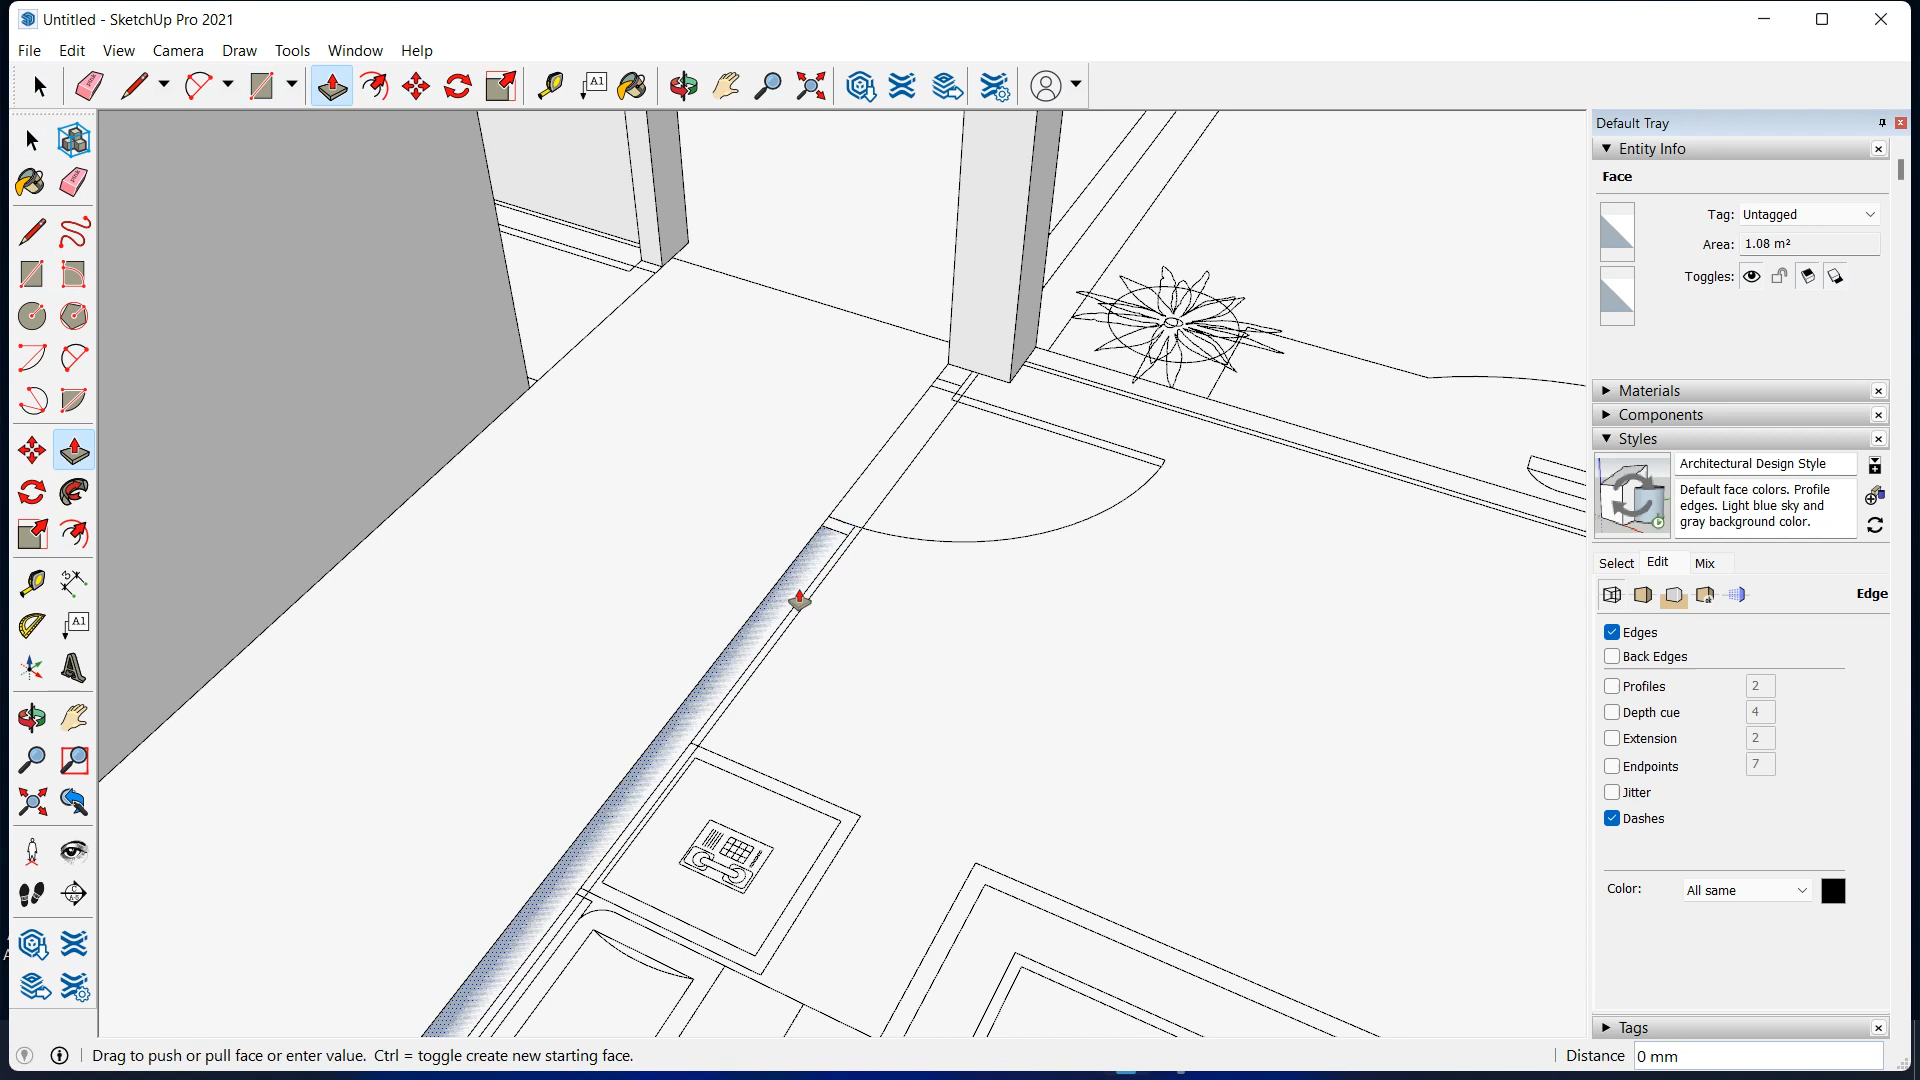 Untitled - SketchUp Pro 2021
File Edit View Camera Draw Tools Window Help
A1
Default Tray
Entity Info
Face
Tag: Untagged
Area: 1.08 m²
Toggles:
Materials
Components
Styles
Architectural Design Style
Default face colors. Profile
edges. Light blue sky and
gray background color.
Select Edit Mix
Edge
Edges
Back Edges
Profiles 2
Depth cue 4
Extension 2
Endpoints 7
Jitter
Dashes
Color: All same
Tags
A1
Drag to push or pull face or enter value. Ctrl = toggle create new starting face.
Distance 0 mm